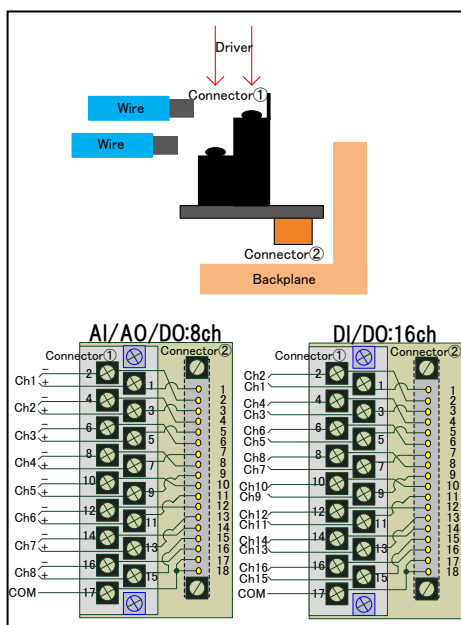 Driver
Connector①
Wire
Wire
Connector②
Backplane
AI/AO/DO:8ch
Connector① Connector②
Ch1 − +
Ch2 − +
Ch3 − +
Ch4 − +
Ch5 − +
Ch6 − +
Ch7 − +
Ch8 − +
COM
2
4
6
8
10
12
14
16
17
1
3
5
7
9
11
13
15
1
2
3
4
5
6
7
8
9
10
11
12
13
14
15
16
17
18
DI/DO:16ch
Connector① Connector②
Ch2
Ch1
Ch4
Ch3
Ch6
Ch5
Ch8
Ch7
Ch10
Ch9
Ch12
Ch11
Ch14
Ch13
Ch16
Ch15
COM
2
4
6
8
10
12
14
16
17
1
3
5
7
9
11
13
15
1
2
3
4
5
6
7
8
9
10
11
12
13
14
15
16
17
18